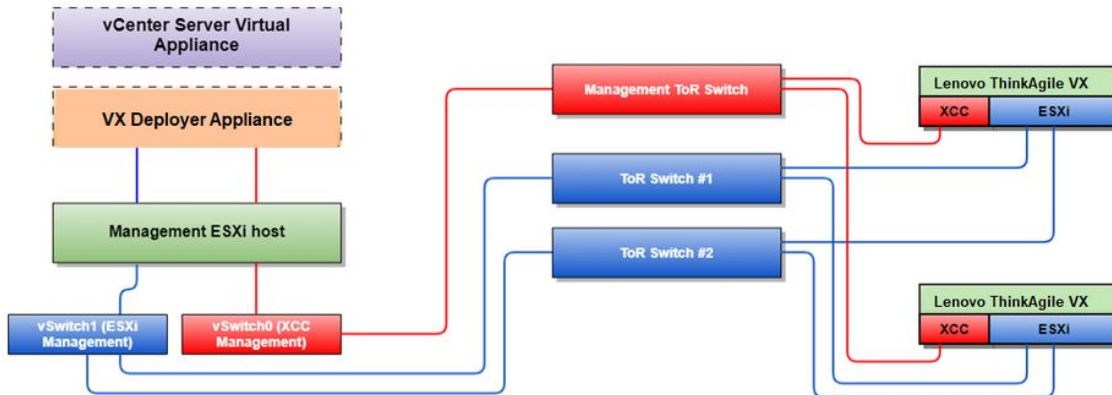 vCenter Server Virtual
Appliance
VX Deployer Appliance
Management ESXi host
vSwitch1 (ESXi
Management)
vSwitch0 (XCC
Management)
Management ToR Switch
ToR Switch #1
ToR Switch #2
Lenovo ThinkAgile VX
XCC
ESXi
Lenovo ThinkAgile VX
XCC
ESXi